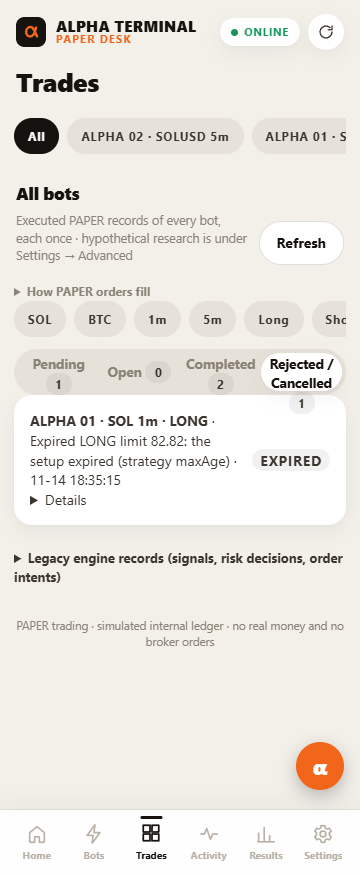 α ALPHA TERMINAL
PAPER DESK
ONLINE
Trades
All
ALPHA 02 · SOLUSD 5m
ALPHA 01 · S
All bots
Executed PAPER records of every bot,
each once · hypothetical research is under
Settings → Advanced
Refresh
▶ How PAPER orders fill
SOL
BTC
1m
5m
Long
Sho
Pending
1
Open 0
Completed
2
Rejected /
Cancelled
1
ALPHA 01 · SOL 1m · LONG ·
Expired LONG limit 82.82: the
setup expired (strategy maxAge) ·
11-14 18:35:15
EXPIRED
▶ Details
▶ Legacy engine records (signals, risk decisions, order
intents)
PAPER trading · simulated internal ledger · no real money and no
broker orders
α
Home
Bots
Trades
Activity
Results
Settings